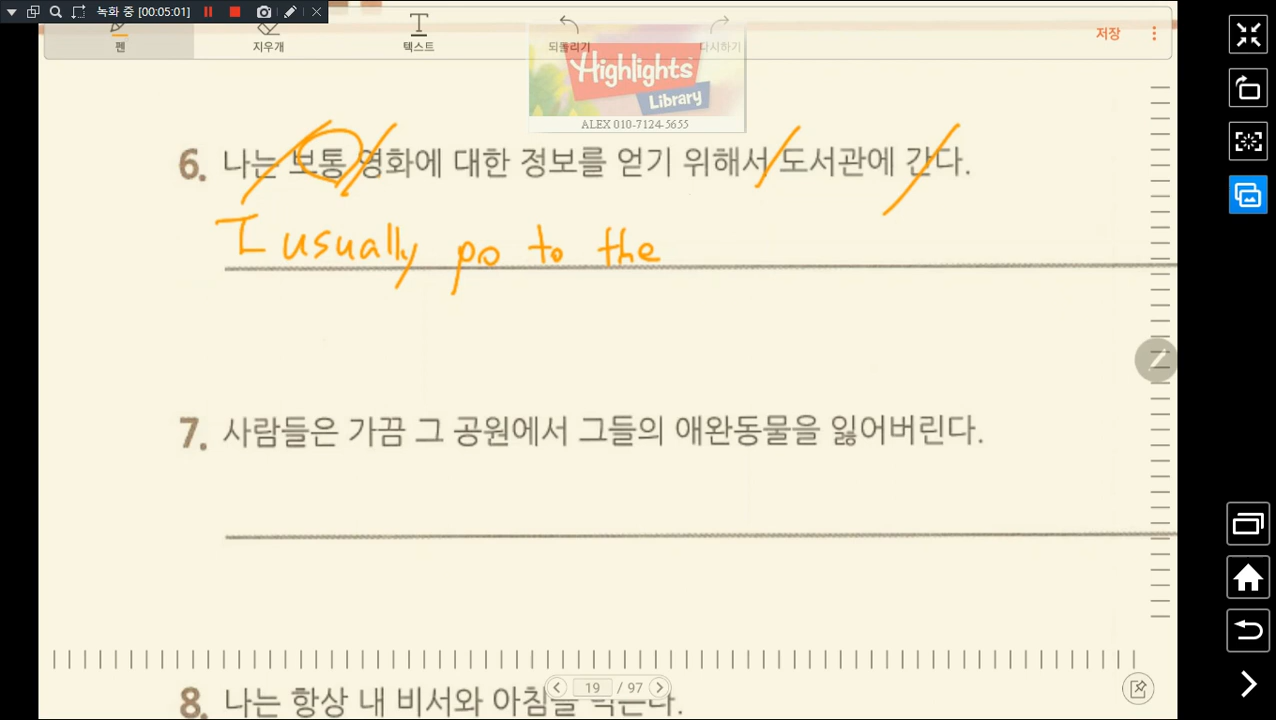 녹화 중 [00:05:01]
펜 지우개 텍스트 되돌리기 다시하기 저장
Highlights
Library
ALEX 010-7124-5655
6. 나는 보통 영화에 대한 정보를 얻기 위해서 도서관에 간다.
I usually go to the
7. 사람들은 가끔 그 공원에서 그들의 애완동물을 잃어버린다.
8. 나는 항상 내 비서와 아침을 먹는다.
19 / 97